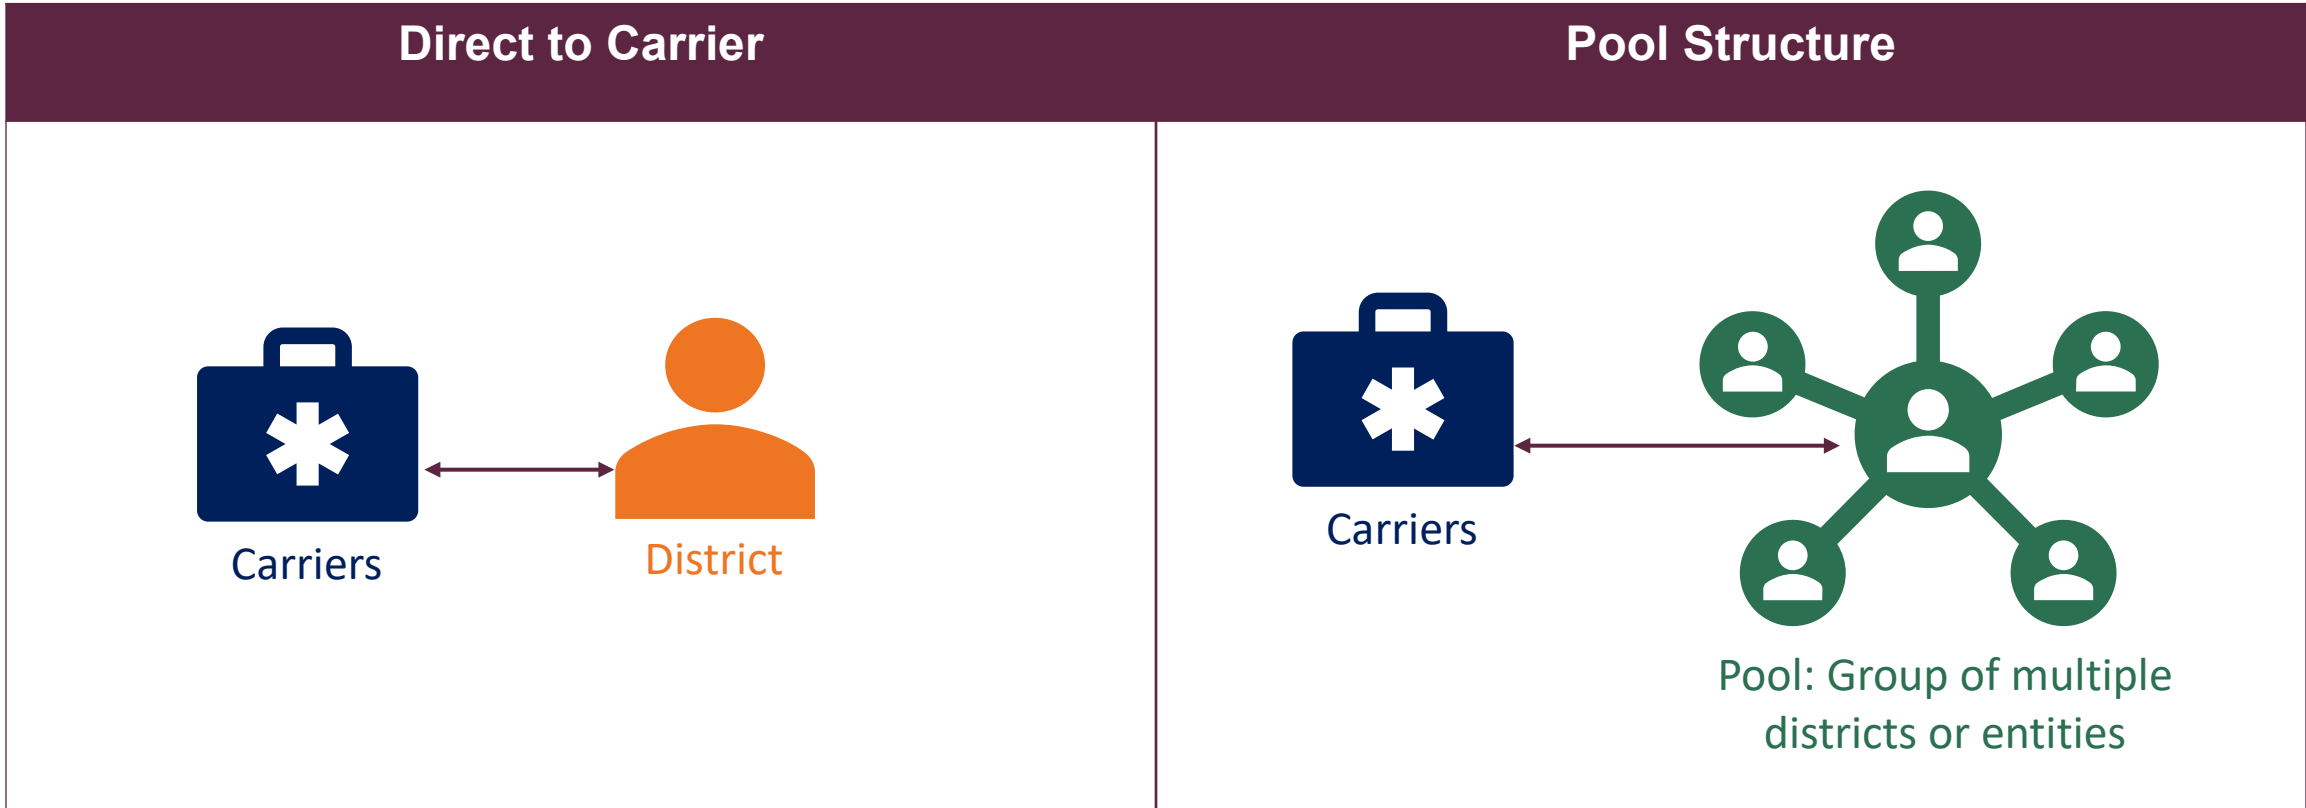 Direct to Carrier
Pool Structure
Carriers
District
Carriers
Pool: Group of multiple
districts or entities